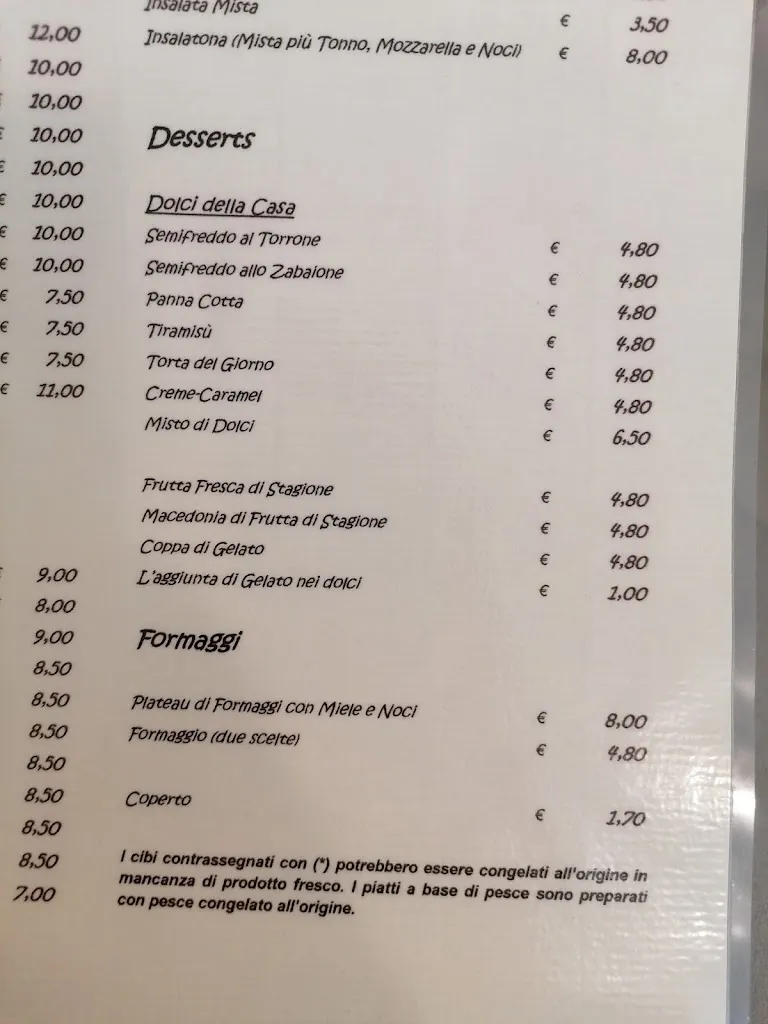 12,00
10,00
10,00
€ 10,00
€ 10,00
€ 10,00
€ 10,00
€ 10,00
€ 7,50
€ 7,50
€ 7,50
€ 11,00
9,00
8,00
9,00
8,50
8,50
8,50
8,50
8,50
8,50
8,50
7,00
Insalata Mista € 3,50
Insalatona (Mista più Tonno, Mozzarella e Noci) € 8,00
Desserts
Dolci della Casa
Semifreddo al Torrone € 4,80
Semifreddo allo Zabaione € 4,80
Panna Cotta € 4,80
Tiramisù € 4,80
Torta del Giorno € 4,80
Creme-Caramel € 4,80
Misto di Dolci € 6,50
Frutta Fresca di Stagione € 4,80
Macedonia di Frutta di Stagione € 4,80
Coppa di Gelato € 4,80
L'aggiunta di Gelato nei dolci € 1,00
Formaggi
Plateau di Formaggi con Miele e Noci € 8,00
Formaggio (due scelte) € 4,80
Coperto € 1,70
I cibi contrassegnati con (*) potrebbero essere congelati all'origine in
mancanza di prodotto fresco. I piatti a base di pesce sono preparati
con pesce congelato all'origine.